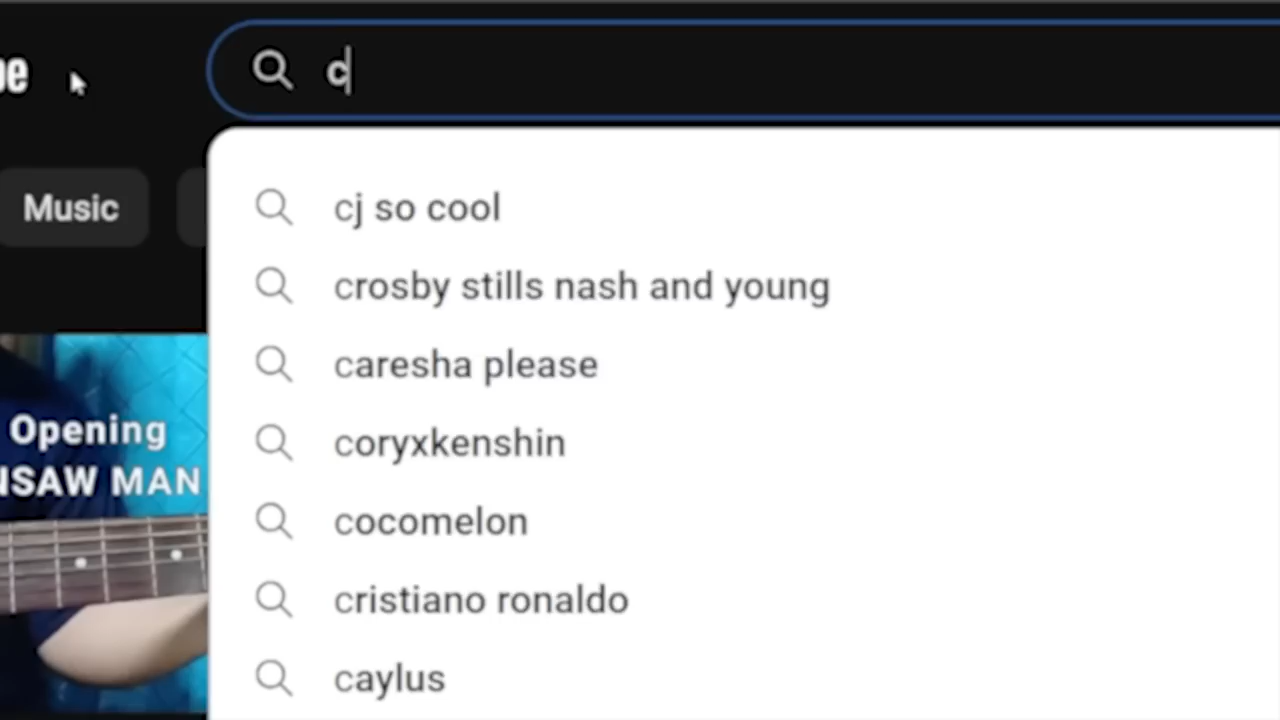 be
c
Music
cj so cool
crosby stills nash and young
caresha please
coryxkenshin
cocomelon
cristiano ronaldo
caylus
Opening
NSAW MAN